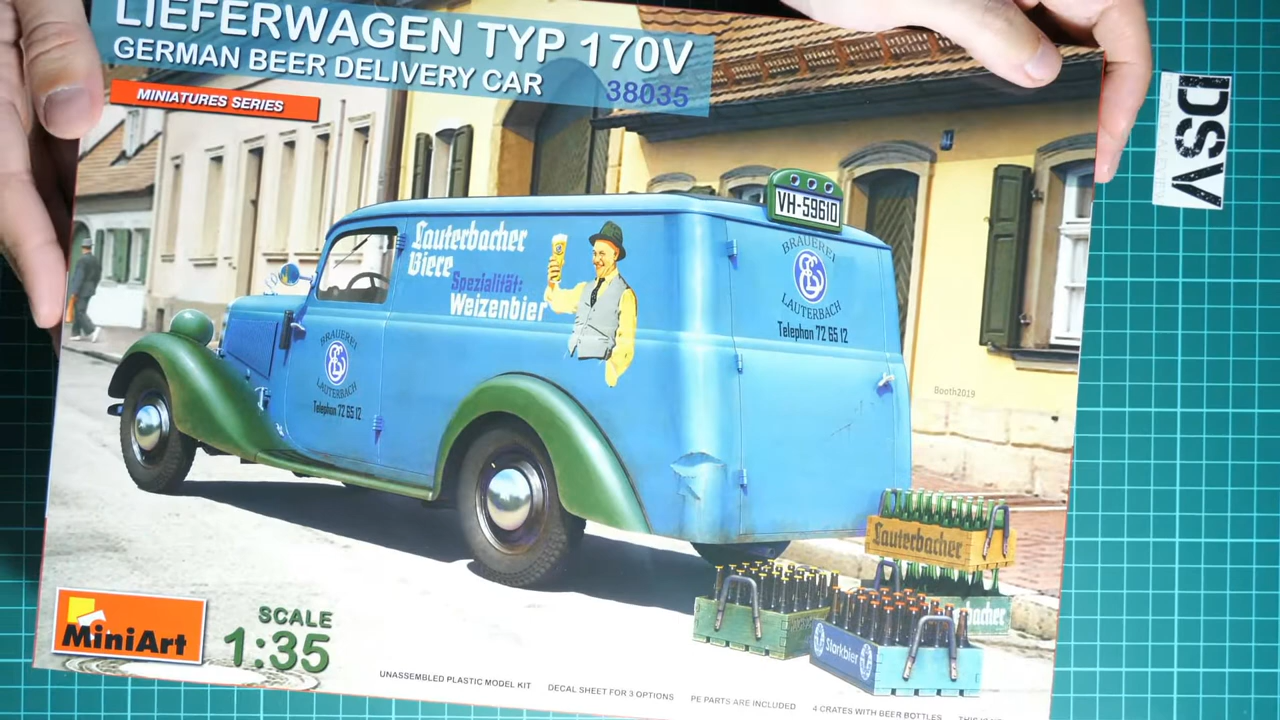 LIEFERWAGEN TYP 170V
GERMAN BEER DELIVERY CAR
38035
MINIATURES SERIES
DSV
VH-59610
Lauterbacher
Biere
Spezialität:
Weizenbier
BRAUEREI
LAUTERBACH
Telephon 72 65 12
BRAUEREI
LAUTERBACH
Telephon 72 65 12
Booth2019
Lauterbacher
bacher
Starkbier
MiniArt
SCALE
1:35
UNASSEMBLED PLASTIC MODEL KIT
DECAL SHEET FOR 3 OPTIONS
PE PARTS ARE INCLUDED
4 CRATES WITH BEER BOTTLES